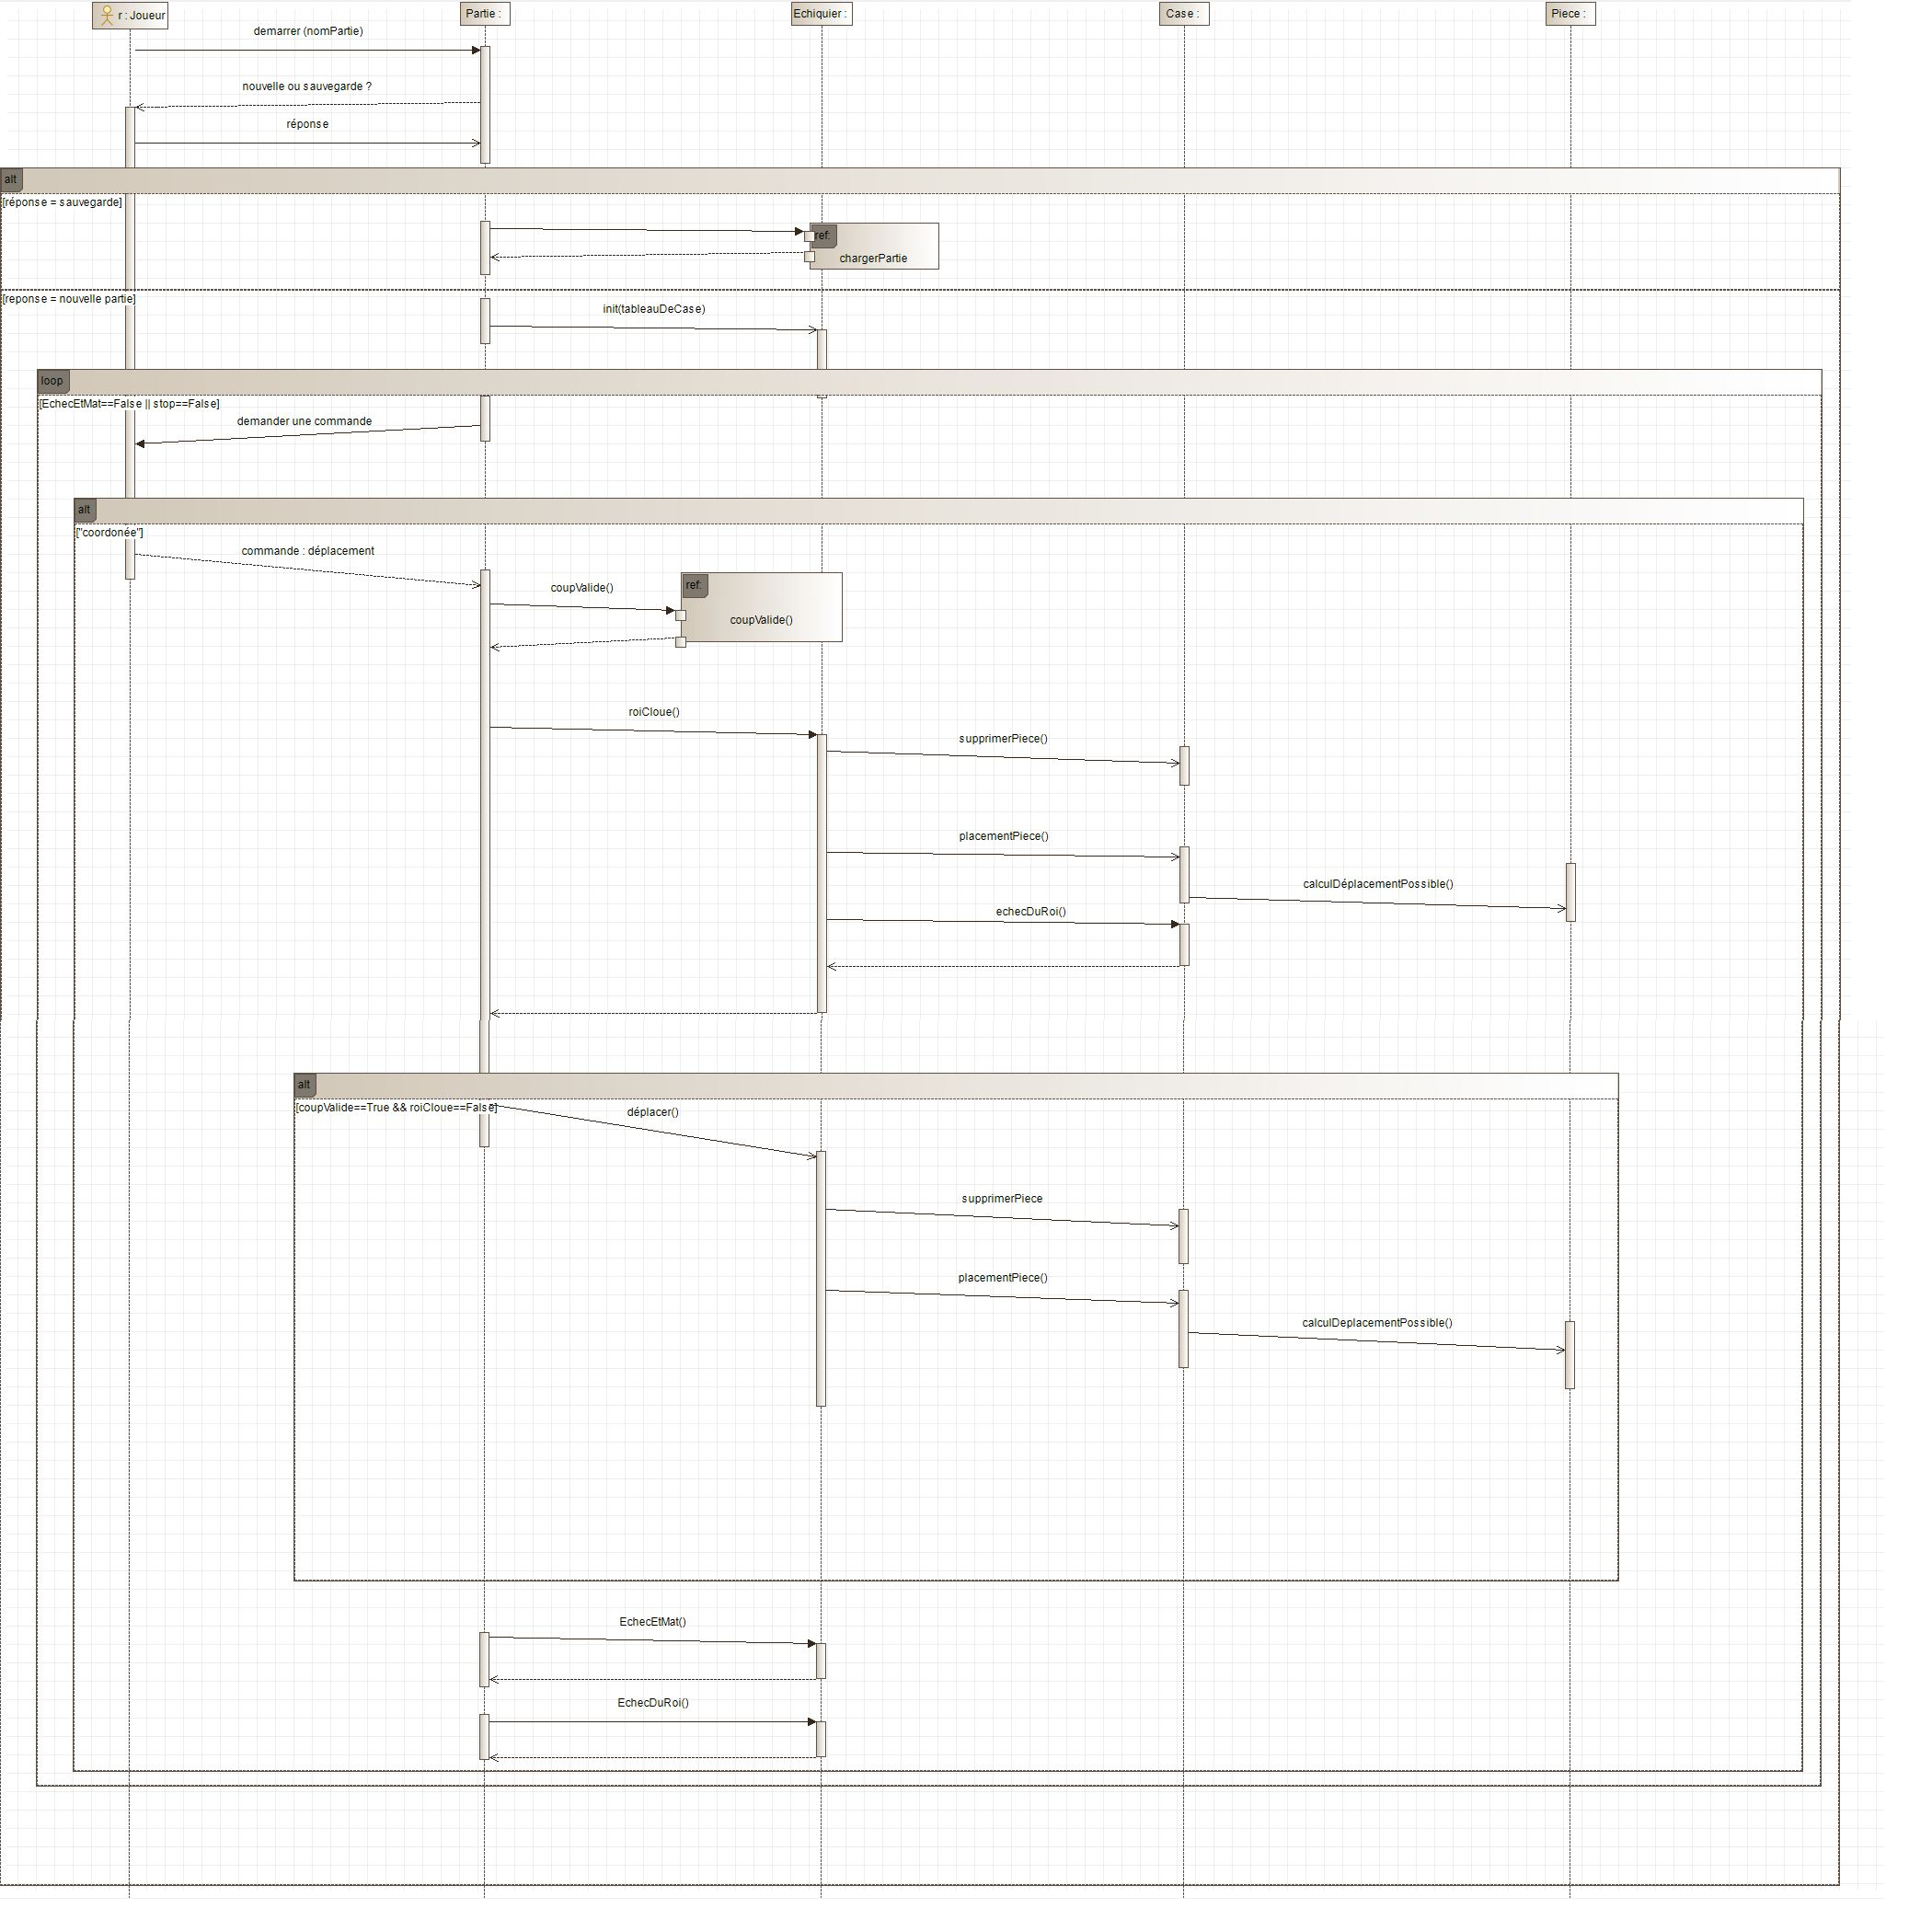 r : Joueur
Partie :
Echiquier :
Case :
Piece :
demarrer (nomPartie)
nouvelle ou sauvegarde ?
réponse
alt
[réponse = sauvegarde]
ref:
chargerPartie
[reponse = nouvelle partie]
init(tableauDeCase)
loop
[EchecEtMat==False || stop==False]
demander une commande
alt
["coordonée"]
commande : déplacement
coupValide()
ref:
coupValide()
roiCloue()
supprimerPiece()
placementPiece()
calculDéplacementPossible()
echecDuRoi()
alt
[coupValide==True && roiCloue==False]
déplacer()
supprimerPiece
placementPiece()
calculDeplacementPossible()
EchecEtMat()
EchecDuRoi()